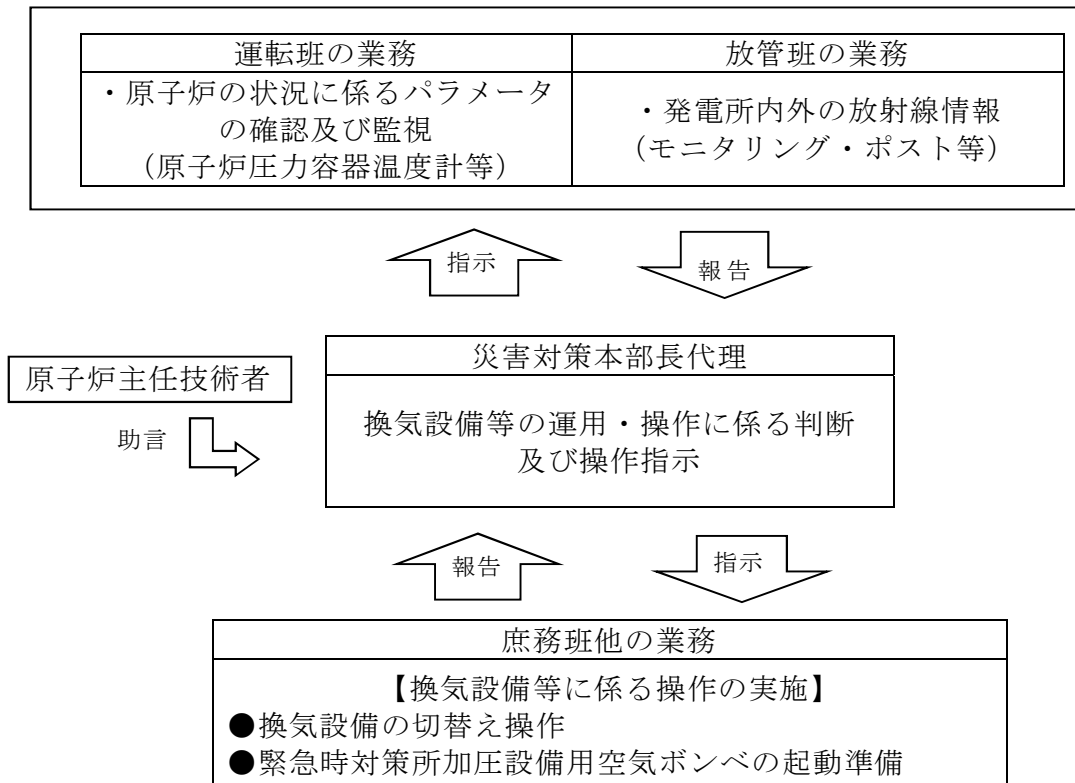 運転班の業務
・原子炉の状況に係るパラメータ
の確認及び監視
(原子炉圧力容器温度計等)
放管班の業務
・発電所内外の放射線情報
(モニタリング・ポスト等)
指示
報告
原子炉主任技術者
助言
災害対策本部長代理
換気設備等の運用・操作に係る判断
及び操作指示
報告
指示
庶務班他の業務
【換気設備等に係る操作の実施】
●換気設備の切替え操作
●緊急時対策所加圧設備用空気ボンベの起動準備